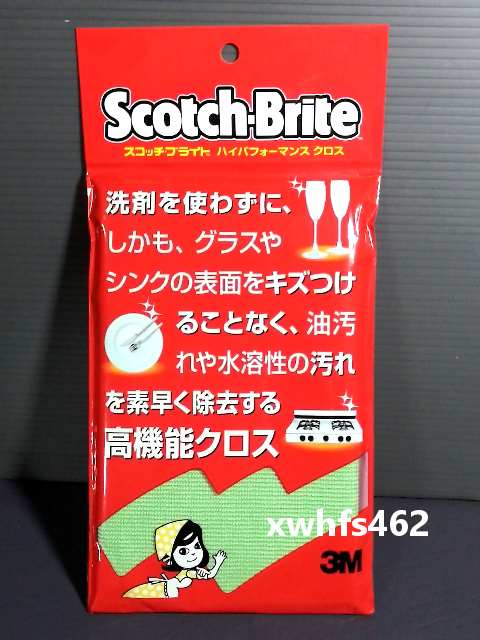 Scotch-Brite
スコッチ・ブライト ハイパフォーマンス クロス
洗剤を使わずに、
しかも、グラスや
シンクの表面をキズつけ
ることなく、油汚
れや水溶性の汚れ
を素早く除去する
高機能クロス
xwhfs462
3M